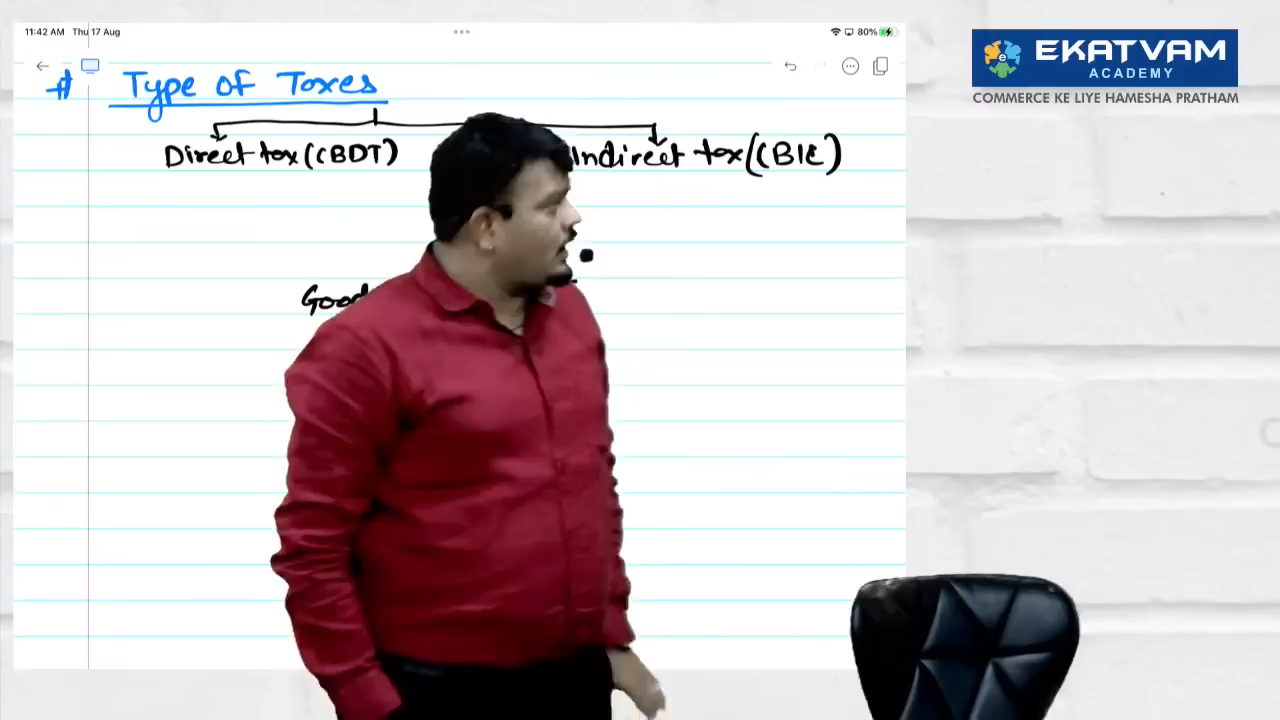 11:42 AM Thu 17 Aug
80%
EKATVAM
ACADEMY
COMMERCE KE LIYE HAMESHA PRATHAM
# Type of Taxes
Direct tax (CBDT)
Indirect tax (CBIC)